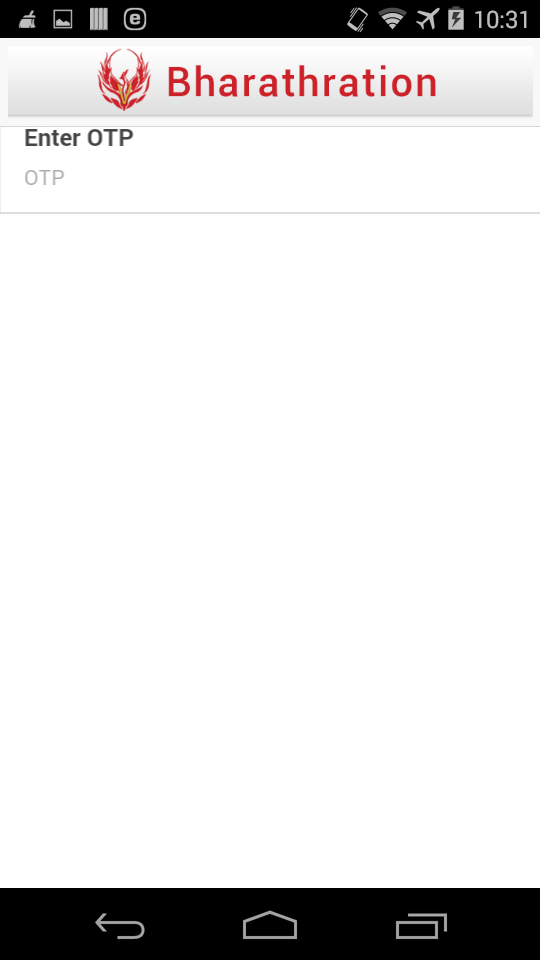 10:31
Bharathration
Enter OTP
OTP